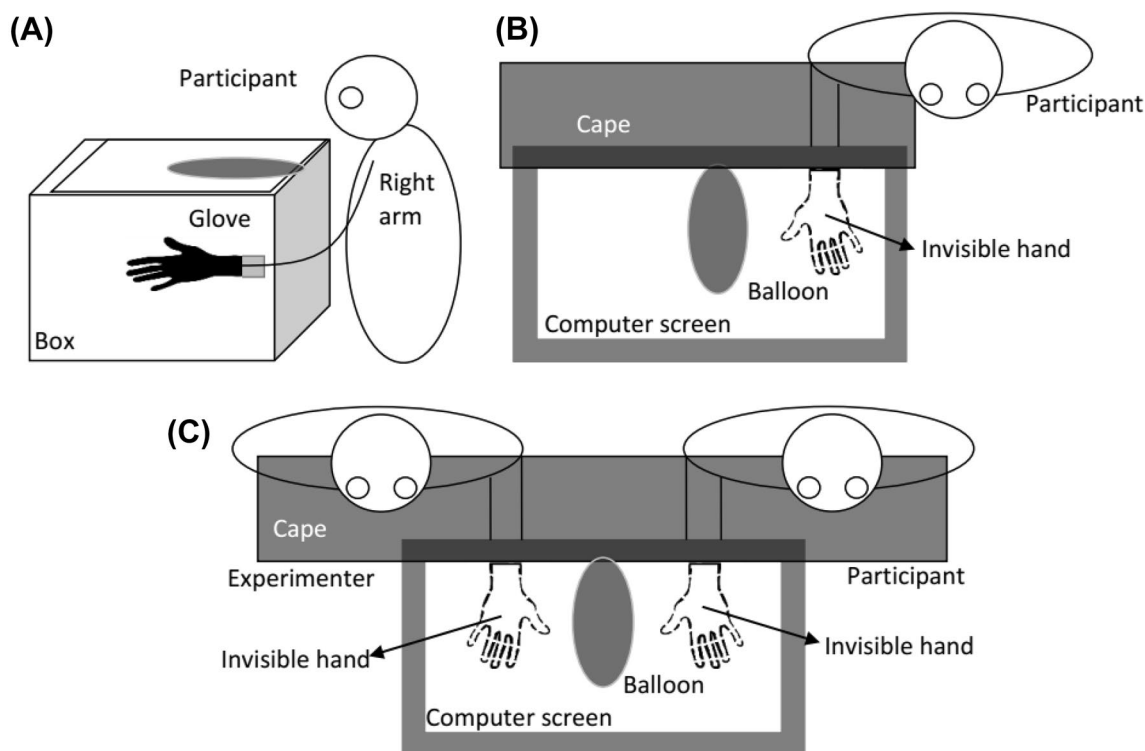 (A)
Participant
Right
arm
Glove
Box
(B)
Cape
Participant
Invisible hand
Balloon
Computer screen
(C)
Cape
Experimenter
Participant
Invisible hand
Invisible hand
Balloon
Computer screen